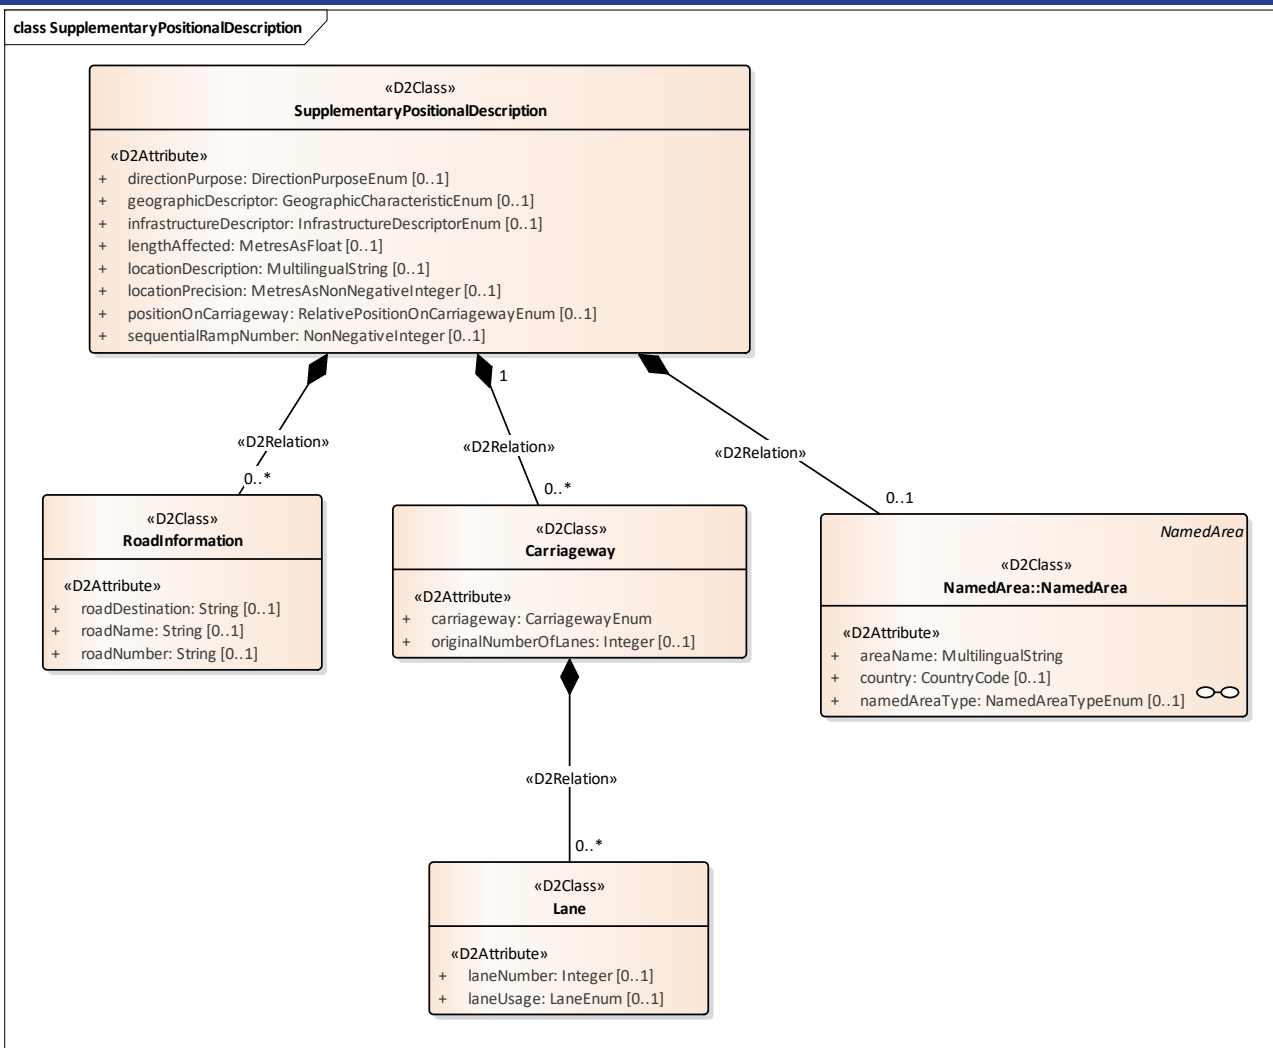 class SupplementaryPositionalDescription
«D2Class»
SupplementaryPositionalDescription
«D2Attribute»
+ directionPurpose: DirectionPurposeEnum [0..1]
+ geographicDescriptor: GeographicCharacteristicEnum [0..1]
+ infrastructureDescriptor: InfrastructureDescriptorEnum [0..1]
+ lengthAffected: MetresAsFloat [0..1]
+ locationDescription: MultilingualString [0..1]
+ locationPrecision: MetresAsNonNegativeInteger [0..1]
+ positionOnCarriageway: RelativePositionOnCarriagewayEnum [0..1]
+ sequentialRampNumber: NonNegativeInteger [0..1]
1
«D2Relation»
«D2Relation»
«D2Relation»
0..*
0..*
0..1
«D2Class»
RoadInformation
«D2Attribute»
+ roadDestination: String [0..1]
+ roadName: String [0..1]
+ roadNumber: String [0..1]
«D2Class»
Carriageway
«D2Attribute»
+ carriageway: CarriagewayEnum
+ originalNumberOfLanes: Integer [0..1]
NamedArea
«D2Class»
NamedArea::NamedArea
«D2Attribute»
+ areaName: MultilingualString
+ country: CountryCode [0..1]
+ namedAreaType: NamedAreaTypeEnum [0..1]
«D2Relation»
0..*
«D2Class»
Lane
«D2Attribute»
+ laneNumber: Integer [0..1]
+ laneUsage: LaneEnum [0..1]